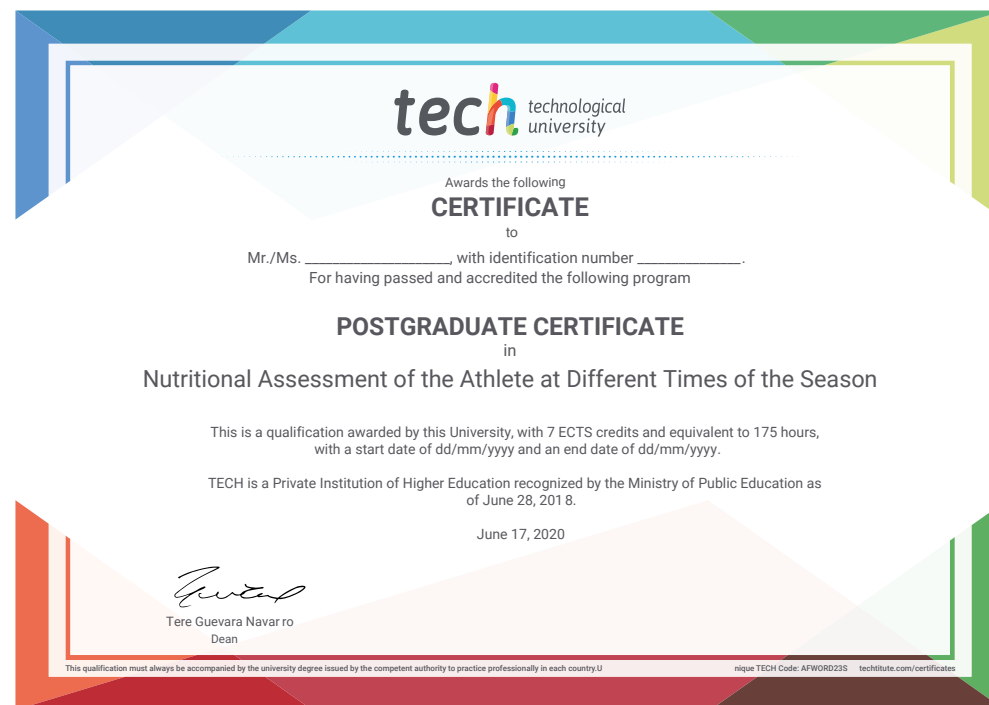 tech technological
university
Awards the following
CERTIFICATE
to
Mr./Ms. ____________________, with identification number ______________.
For having passed and accredited the following program
POSTGRADUATE CERTIFICATE
in
Nutritional Assessment of the Athlete at Different Times of the Season
This is a qualification awarded by this University, with 7 ECTS credits and equivalent to 175 hours,
with a start date of dd/mm/yyyy and an end date of dd/mm/yyyy.
TECH is a Private Institution of Higher Education recognized by the Ministry of Public Education as
of June 28, 2018.
June 17, 2020
Tere Guevara Navarro
Dean
This qualification must always be accompanied by the university degree issued by the competent authority to practice professionally in each country.U nique TECH Code: AFWORD23S techtitute.com/certificates